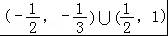 (-1/2, -1/3)∪(1/2, 1)